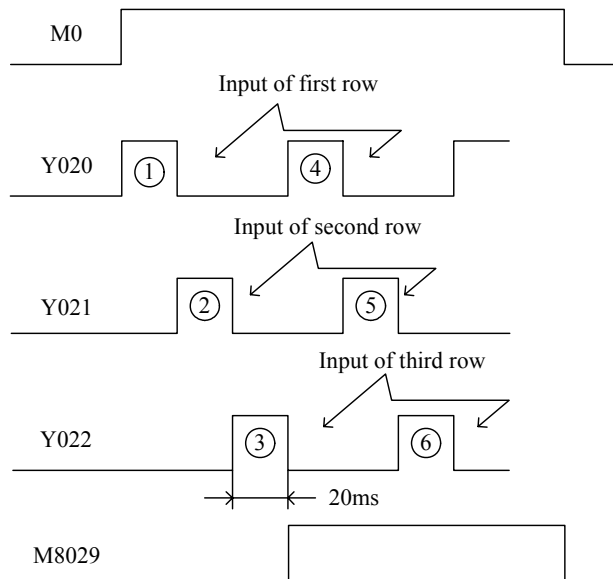 M0
Input of first row
Y020
①
④
Input of second row
Y021
②
⑤
Input of third row
Y022
③
⑥
20ms
M8029